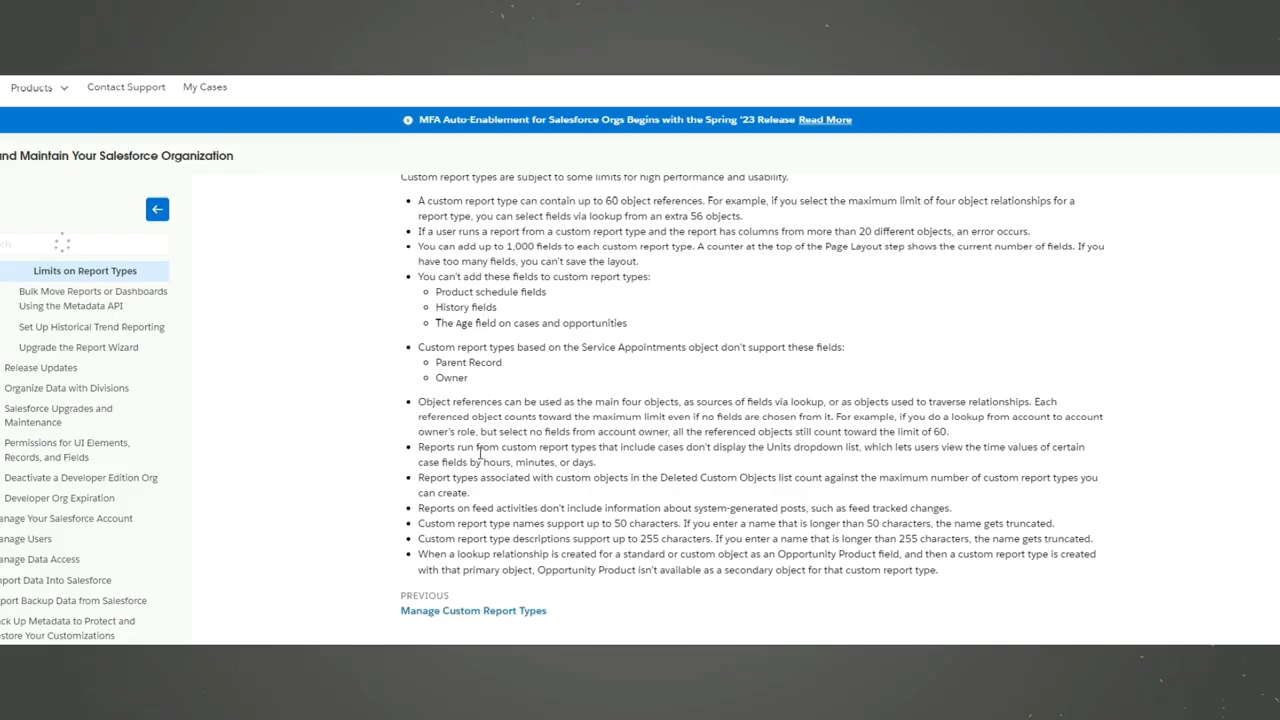 Products
Contact Support
My Cases
MFA Auto-Enablement for Salesforce Orgs Begins with the Spring '23 Release Read More
and Maintain Your Salesforce Organization
Limits on Report Types
Bulk Move Reports or Dashboards
Using the Metadata API
Set Up Historical Trend Reporting
Upgrade the Report Wizard
Release Updates
Organize Data with Divisions
Salesforce Upgrades and
Maintenance
Permissions for UI Elements,
Records, and Fields
Deactivate a Developer Edition Org
Developer Org Expiration
anage Your Salesforce Account
anage Users
anage Data Access
nport Data Into Salesforce
port Backup Data from Salesforce
ck Up Metadata to Protect and
estore Your Customizations
Custom report types are subject to some limits for high performance and usability.
• A custom report type can contain up to 60 object references. For example, if you select the maximum limit of four object relationships for a
report type, you can select fields via lookup from an extra 56 objects.
• If a user runs a report from a custom report type and the report has columns from more than 20 different objects, an error occurs.
• You can add up to 1,000 fields to each custom report type. A counter at the top of the Page Layout step shows the current number of fields. If you
have too many fields, you can't save the layout.
• You can't add these fields to custom report types:
Product schedule fields
History fields
The Age field on cases and opportunities
• Custom report types based on the Service Appointments object don't support these fields:
Parent Record
Owner
• Object references can be used as the main four objects, as sources of fields via lookup, or as objects used to traverse relationships. Each
referenced object counts toward the maximum limit even if no fields are chosen from it. For example, if you do a lookup from account to account
owner's role, but select no fields from account owner, all the referenced objects still count toward the limit of 60.
• Reports run from custom report types that include cases don't display the Units dropdown list, which lets users view the time values of certain
case fields by hours, minutes, or days.
• Report types associated with custom objects in the Deleted Custom Objects list count against the maximum number of custom report types you
can create.
• Reports on feed activities don't include information about system-generated posts, such as feed tracked changes.
• Custom report type names support up to 50 characters. If you enter a name that is longer than 50 characters, the name gets truncated.
• Custom report type descriptions support up to 255 characters. If you enter a name that is longer than 255 characters, the name gets truncated.
• When a lookup relationship is created for a standard or custom object as an Opportunity Product field, and then a custom report type is created
with that primary object, Opportunity Product isn't available as a secondary object for that custom report type.
PREVIOUS
Manage Custom Report Types